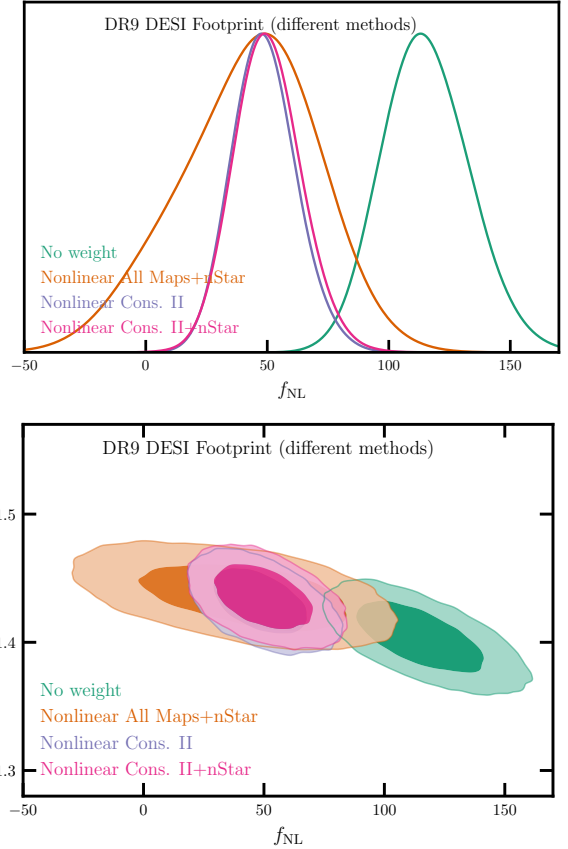 DR9 DESI Footprint (different methods)
No weight
Nonlinear All Maps+nStar
Nonlinear Cons. II
Nonlinear Cons. II+nStar
−50 0 50 100 150
fNL
DR9 DESI Footprint (different methods)
.5
.4
No weight
Nonlinear All Maps+nStar
Nonlinear Cons. II
Nonlinear Cons. II+nStar
.3
−50 0 50 100 150
fNL